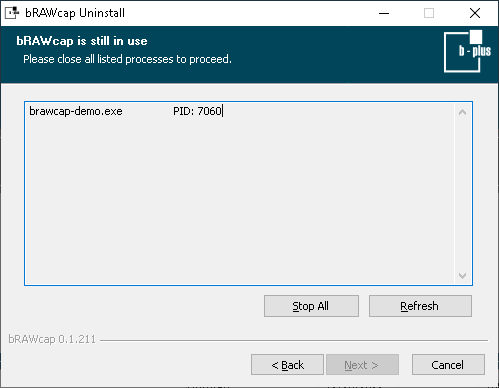 bRAWcap Uninstall
bRAWcap is still in use
Please close all listed processes to proceed.
b-plus
brawcap-demo.exe PID: 7060
Stop All Refresh
bRAWcap 0.1.211
< Back Next > Cancel